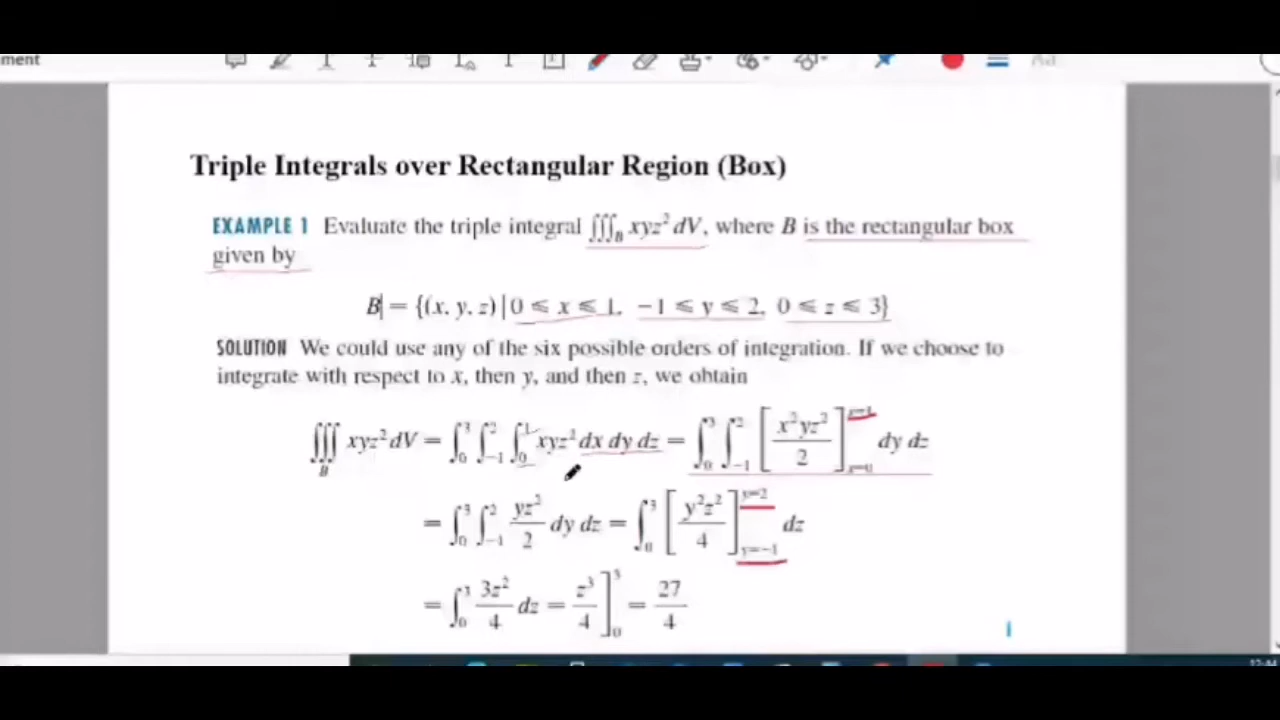 ment
Triple Integrals over Rectangular Region (Box)
EXAMPLE 1 Evaluate the triple integral ∭_B xyz² dV, where B is the rectangular box
given by
B = {(x, y, z) | 0 ⩽ x ⩽ 1, −1 ⩽ y ⩽ 2, 0 ⩽ z ⩽ 3}
SOLUTION We could use any of the six possible orders of integration. If we choose to
integrate with respect to x, then y, and then z, we obtain
∭_B xyz² dV = ∫₀³ ∫₋₁² ∫₀¹ xyz² dx dy dz = ∫₀³ ∫₋₁² [x²yz²/2]_{x=0}^{x=1} dy dz
= ∫₀³ ∫₋₁² yz²/2 dy dz = ∫₀³ [y²z²/4]_{y=−1}^{y=2} dz
= ∫₀³ 3z²/4 dz = z³/4]₀³ = 27/4